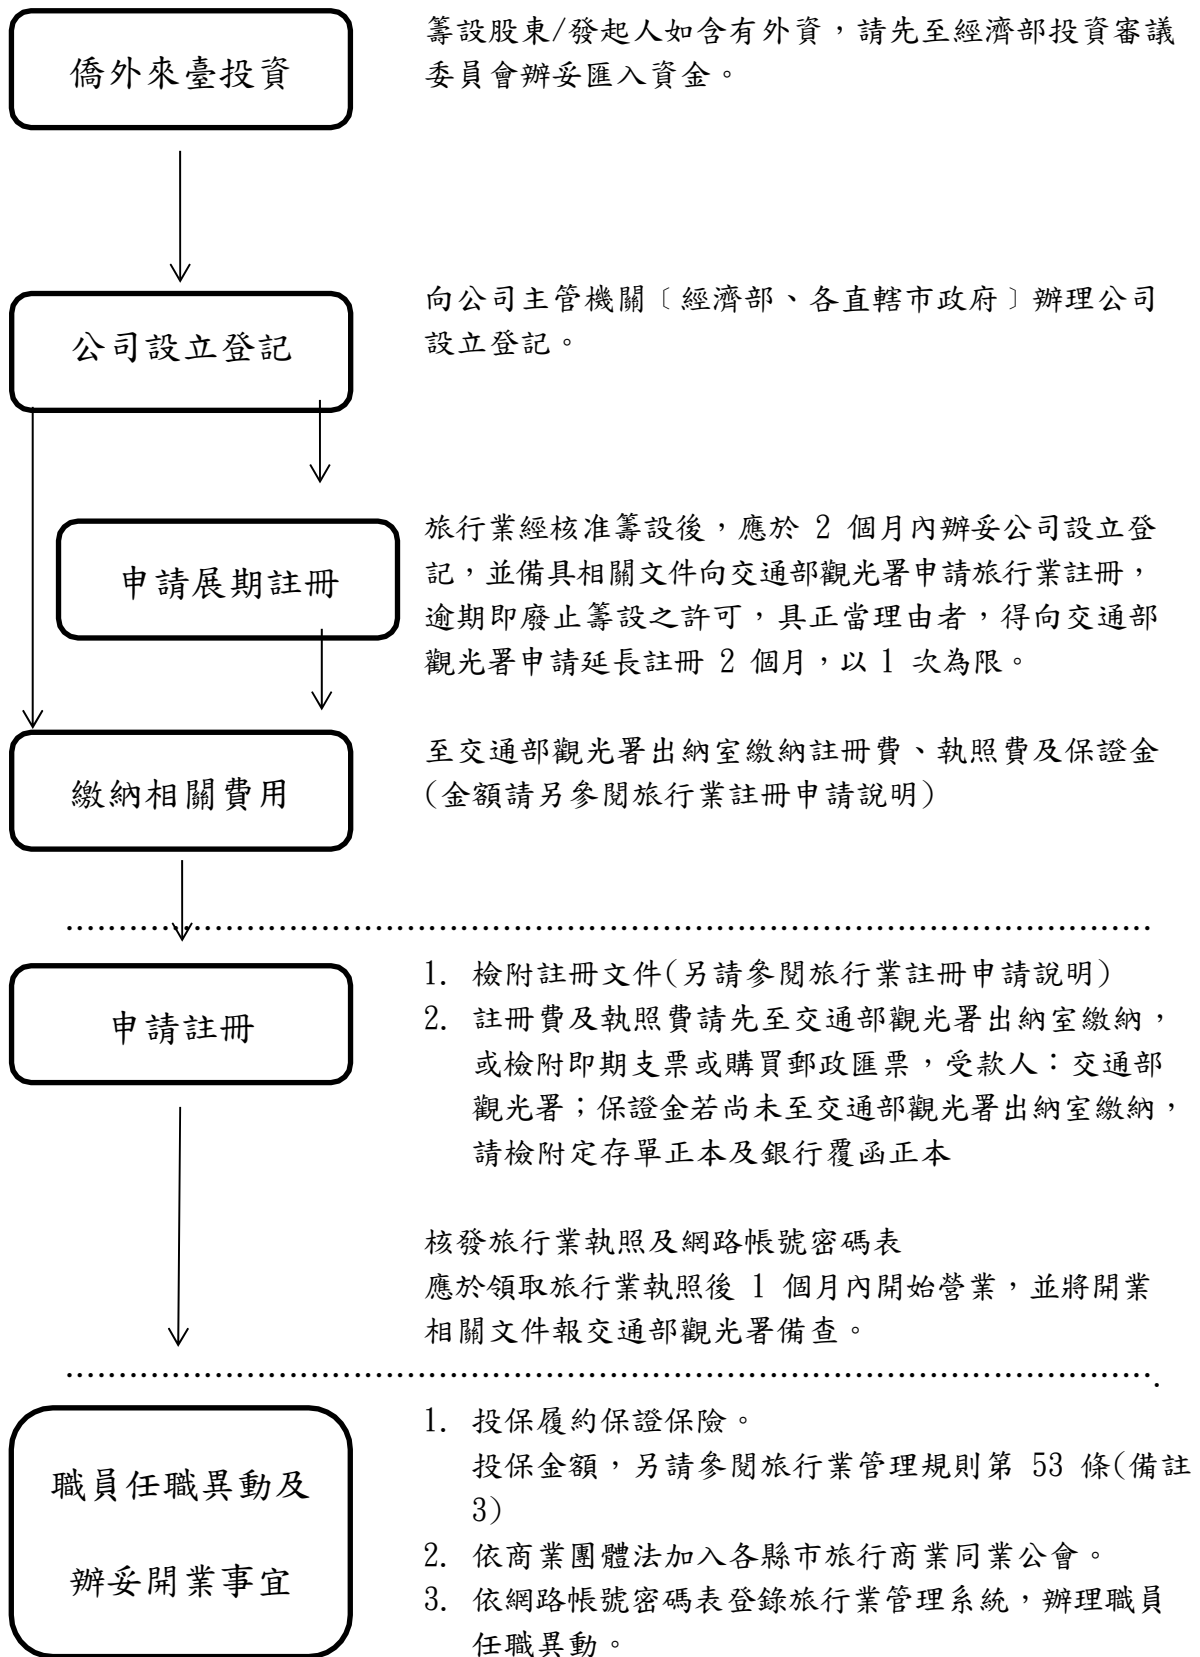 僑外來臺投資
籌設股東/發起人如含有外資，請先至經濟部投資審議
委員會辦妥匯入資金。
公司設立登記
向公司主管機關﹝經濟部、各直轄市政府﹞辦理公司
設立登記。
申請展期註冊
旅行業經核准籌設後，應於 2 個月內辦妥公司設立登
記，並備具相關文件向交通部觀光署申請旅行業註冊，
逾期即廢止籌設之許可，具正當理由者，得向交通部
觀光署申請延長註冊 2 個月，以 1 次為限。
繳納相關費用
至交通部觀光署出納室繳納註冊費、執照費及保證金
(金額請另參閱旅行業註冊申請說明)
申請註冊
1. 檢附註冊文件(另請參閱旅行業註冊申請說明)
2. 註冊費及執照費請先至交通部觀光署出納室繳納，
或檢附即期支票或購買郵政匯票，受款人：交通部
觀光署；保證金若尚未至交通部觀光署出納室繳納，
請檢附定存單正本及銀行覆函正本
核發旅行業執照及網路帳號密碼表
應於領取旅行業執照後 1 個月內開始營業，並將開業
相關文件報交通部觀光署備查。
職員任職異動及
辦妥開業事宜
1. 投保履約保證保險。
投保金額，另請參閱旅行業管理規則第 53 條(備註
3)
2. 依商業團體法加入各縣市旅行商業同業公會。
3. 依網路帳號密碼表登錄旅行業管理系統，辦理職員
任職異動。